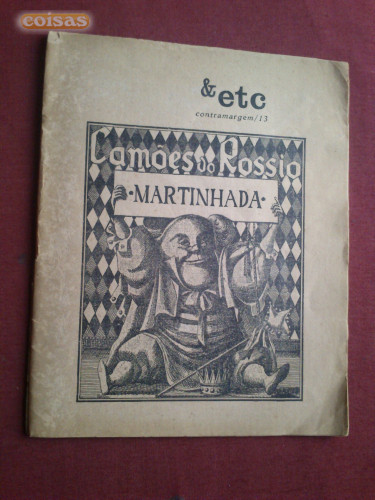 coisas
& etc
contramargem/13
Camões do Rossio
·MARTINHADA·